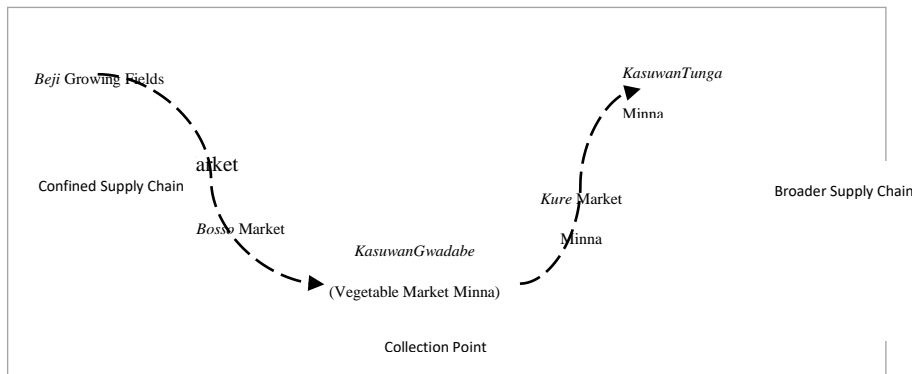 KasuwanTunga
Beji Growing Fields
Minna
arket
Confined Supply Chain
Broader Supply Chain
Kure Market
Bosso Market
Minna
KasuwanGwadabe
(Vegetable Market Minna)
Collection Point